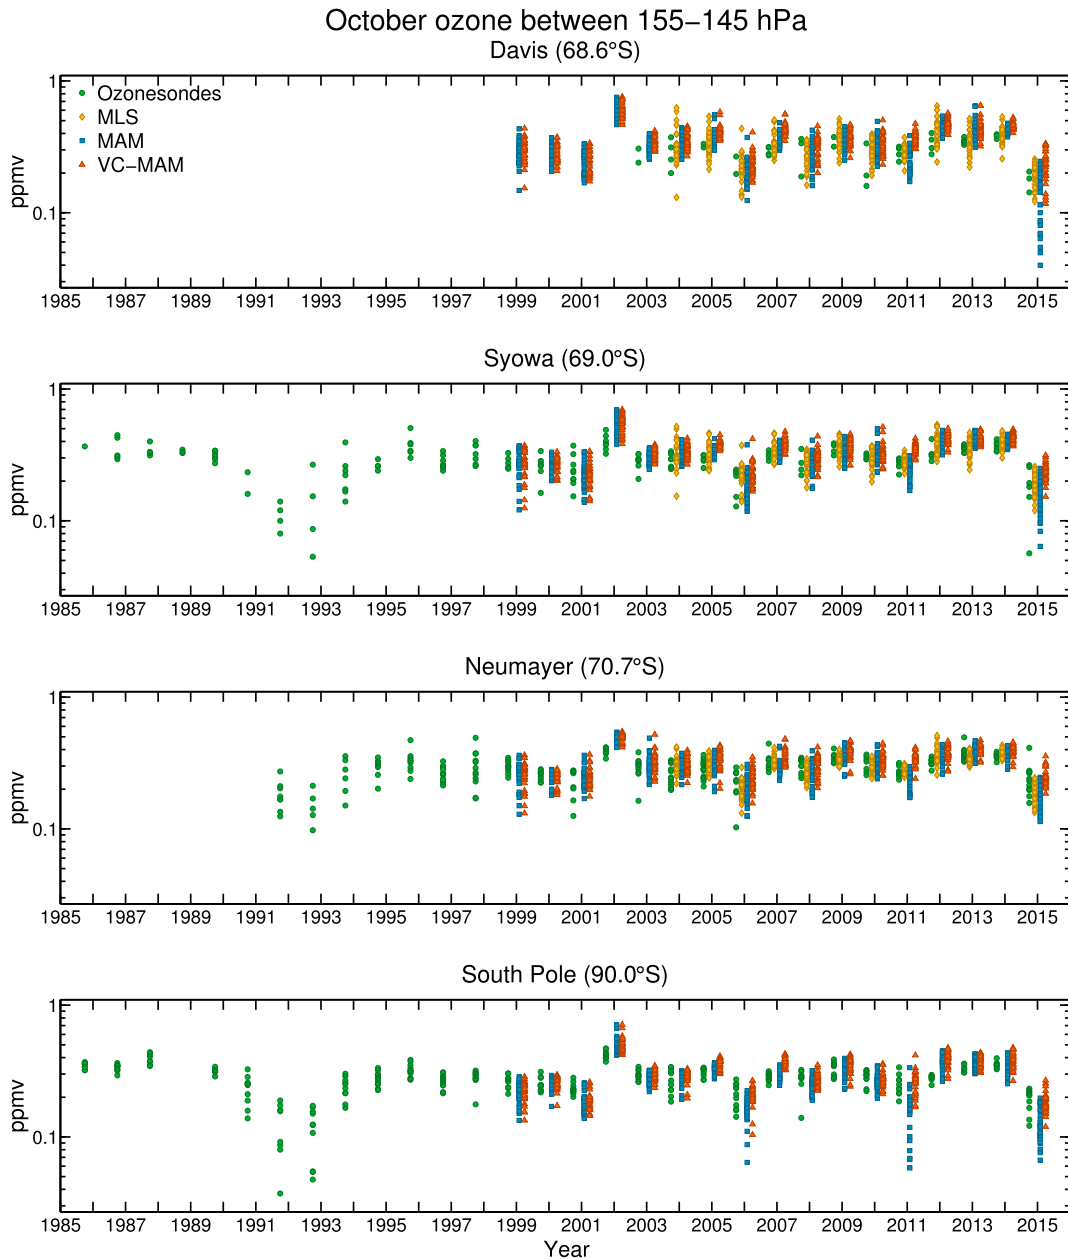 October ozone between 155−145 hPa
Davis (68.6°S)
Ozonesondes
MLS
MAM
VC−MAM
ppmv
1
0.1
1985 1987 1989 1991 1993 1995 1997 1999 2001 2003 2005 2007 2009 2011 2013 2015
Syowa (69.0°S)
ppmv
1
0.1
1985 1987 1989 1991 1993 1995 1997 1999 2001 2003 2005 2007 2009 2011 2013 2015
Neumayer (70.7°S)
ppmv
1
0.1
1985 1987 1989 1991 1993 1995 1997 1999 2001 2003 2005 2007 2009 2011 2013 2015
South Pole (90.0°S)
ppmv
1
0.1
1985 1987 1989 1991 1993 1995 1997 1999 2001 2003 2005 2007 2009 2011 2013 2015
Year